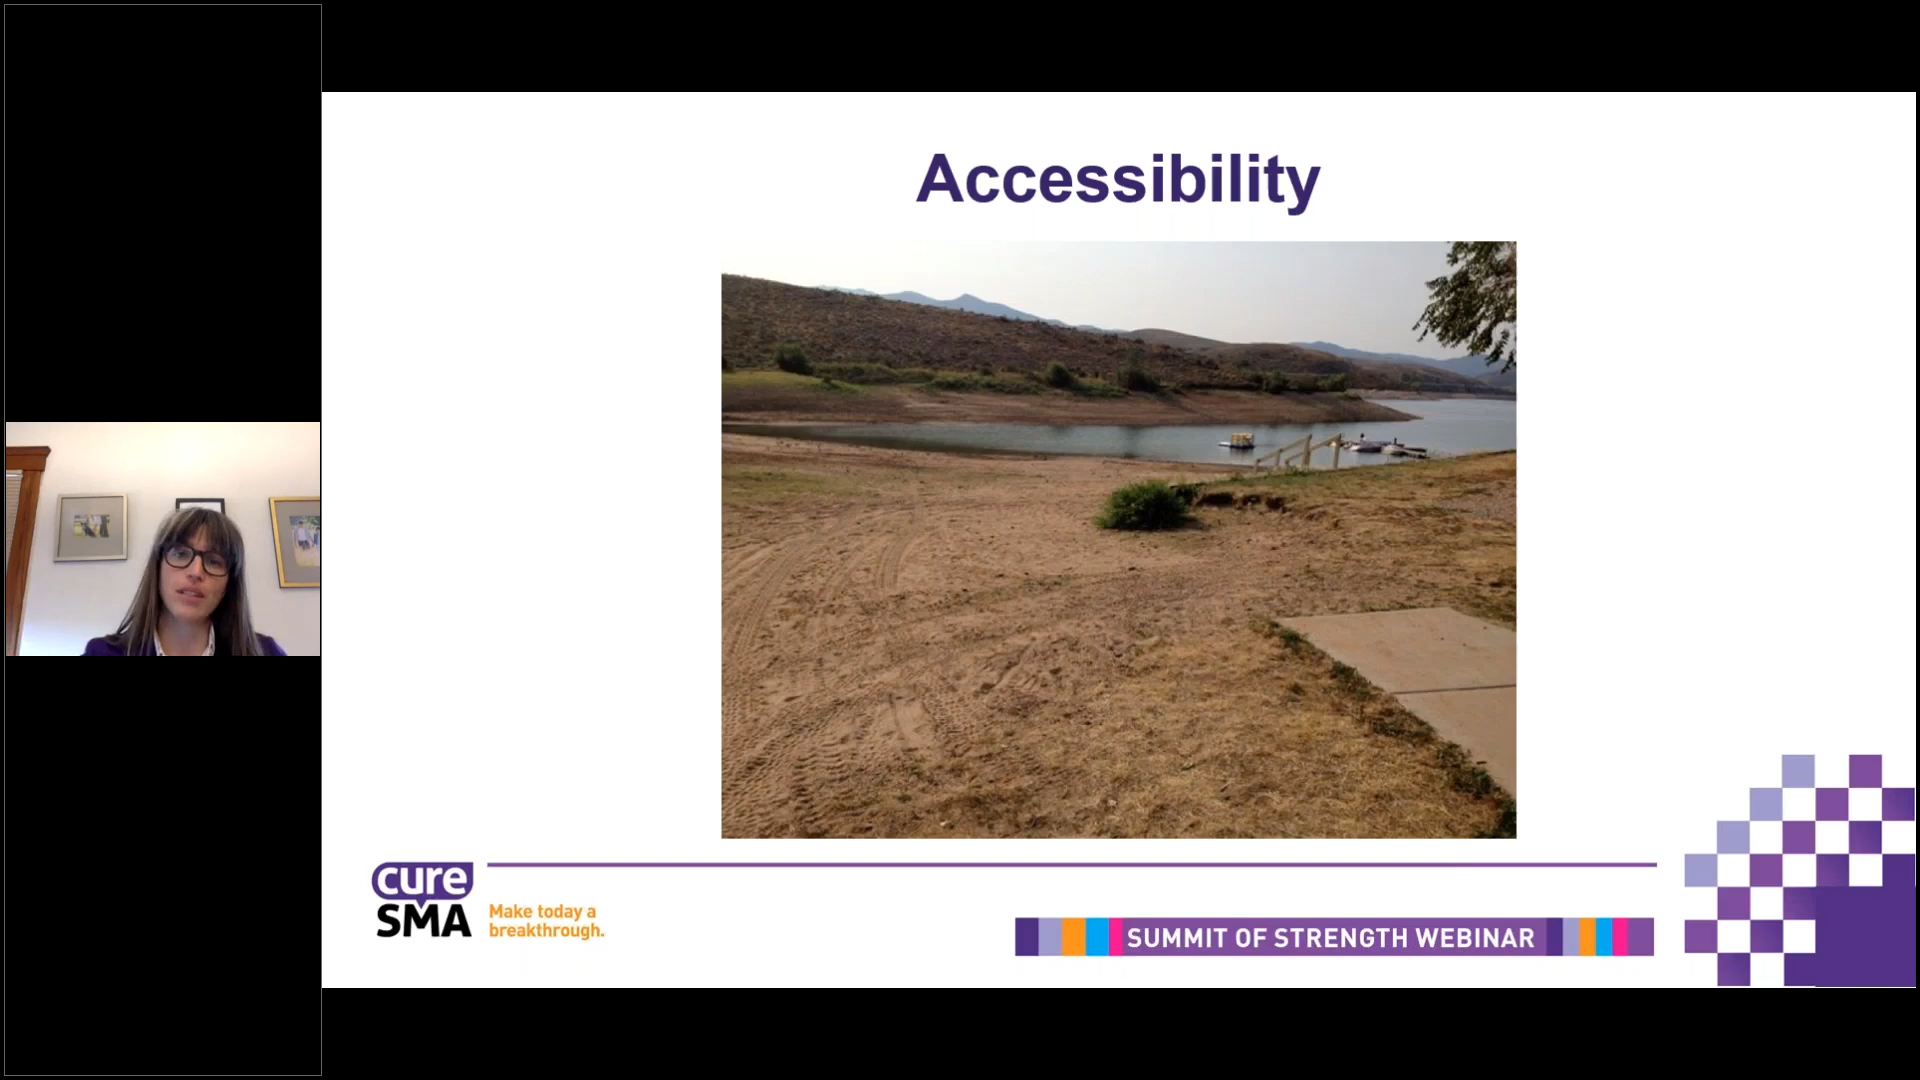 Accessibility
cure
SMA
Make today a
breakthrough.
SUMMIT OF STRENGTH WEBINAR